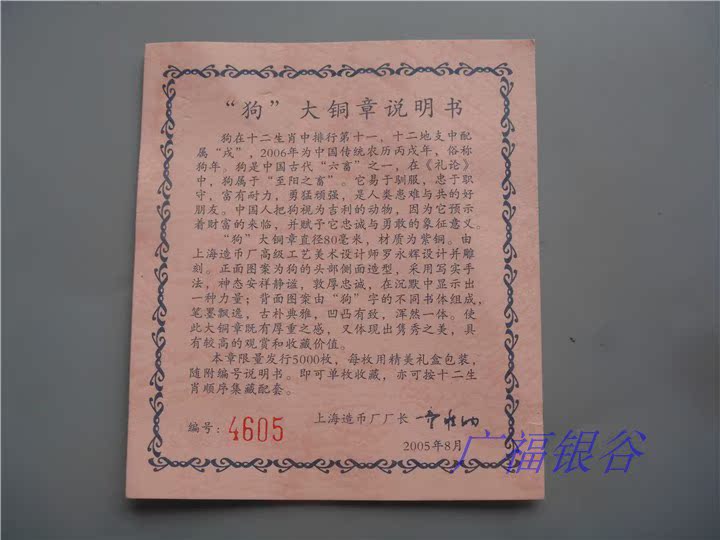 “狗”大铜章说明书
狗在十二生肖中排行第十一，十二地支中配
属“戌”，2006年为中国传统农历丙戌年，俗称
狗年。狗是中国古代“六畜”之一，在《礼论》
中，狗属于“至阳之畜”。它易于驯服，忠于职
守，富有耐力，勇猛顽强，是人类患难与共的好
朋友。中国人把狗视为吉利的动物，因为它预示
着财富的来临，并赋予它忠诚与勇敢的象征意义。
“狗”大铜章直径80毫米，材质为紫铜。由
上海造币厂高级工艺美术设计师罗永辉设计并雕
刻。正面图案为狗的头部侧面造型，采用写实手
法，神态安祥静谧，敦厚忠诚，在沉默中显示出
一种力量；背面图案由“狗”字的不同书体组成，
笔墨飘逸，古朴典雅，凹凸有致，浑然一体。使
此大铜章既有厚重之感，又体现出隽秀之美，具
有较高的观赏和收藏价值。
本章限量发行5000枚，每枚用精美礼盒包装，
随附编号说明书。即可单枚收藏，亦可按十二生
肖顺序集藏配套。
上海造币厂厂长
编号：4605
2005年8月
广福银谷